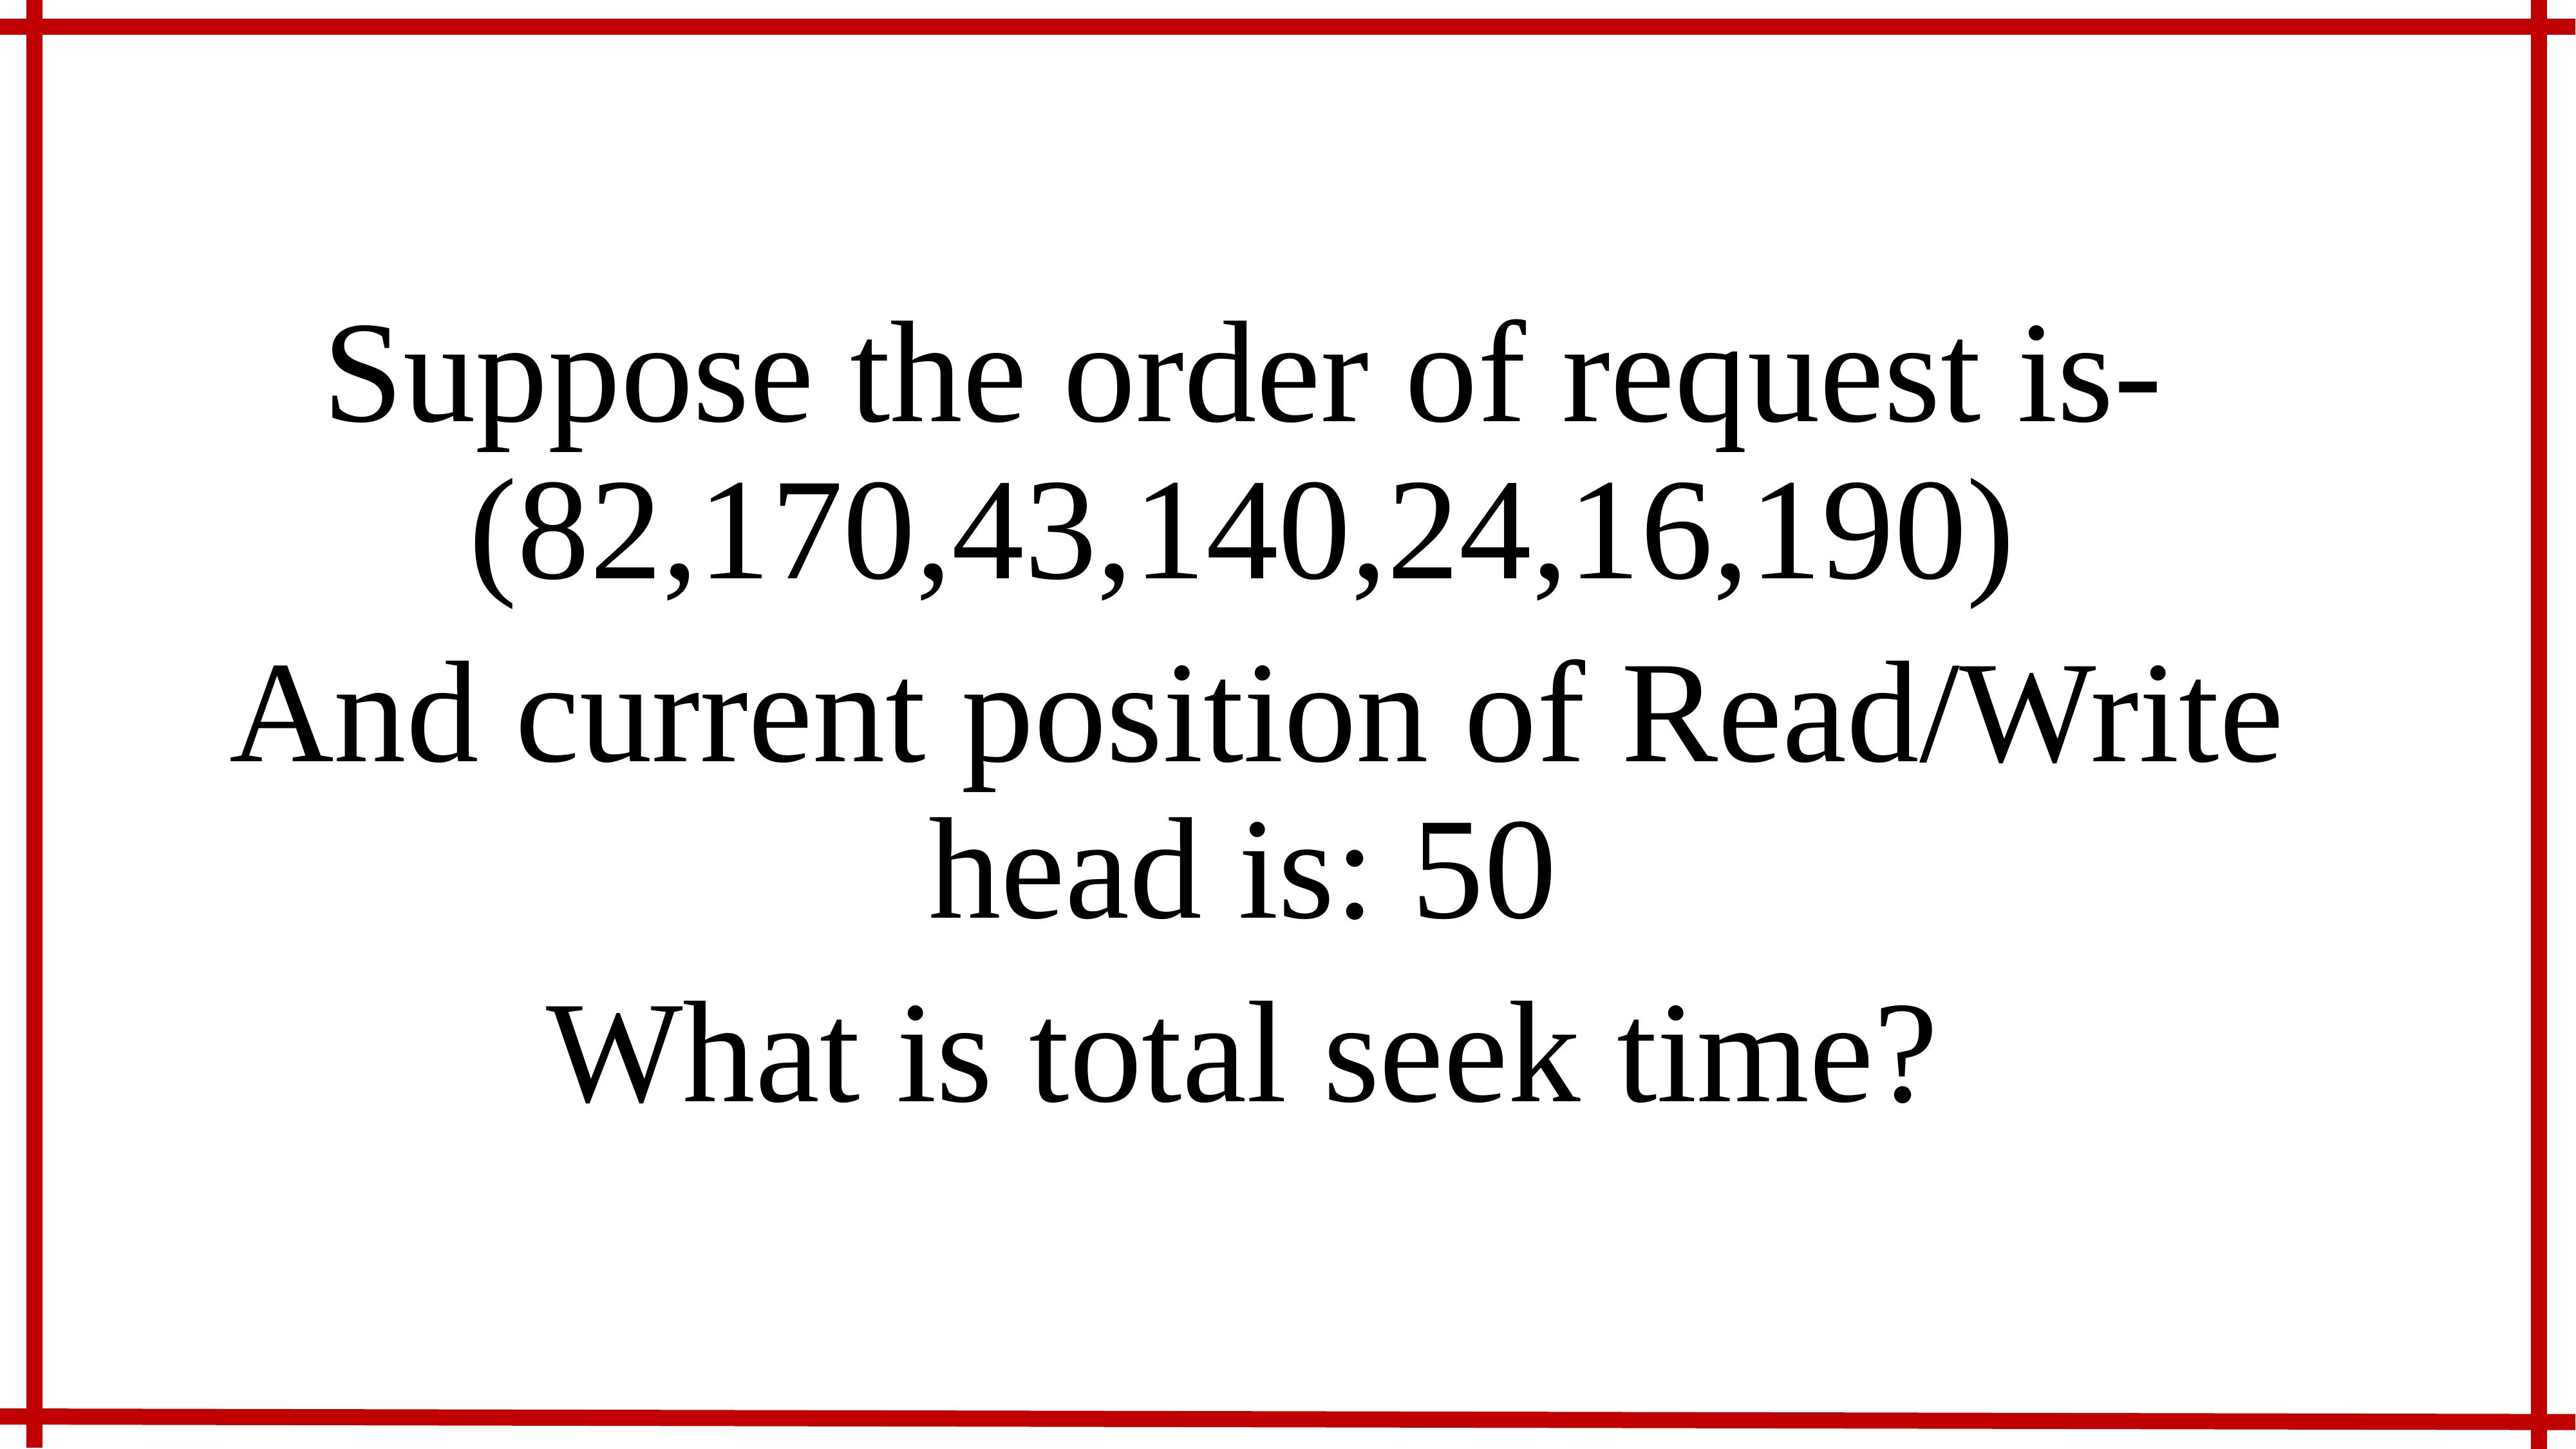 Suppose the order of request is-
(82,170,43,140,24,16,190)
And current position of Read/Write
head is: 50
What is total seek time?